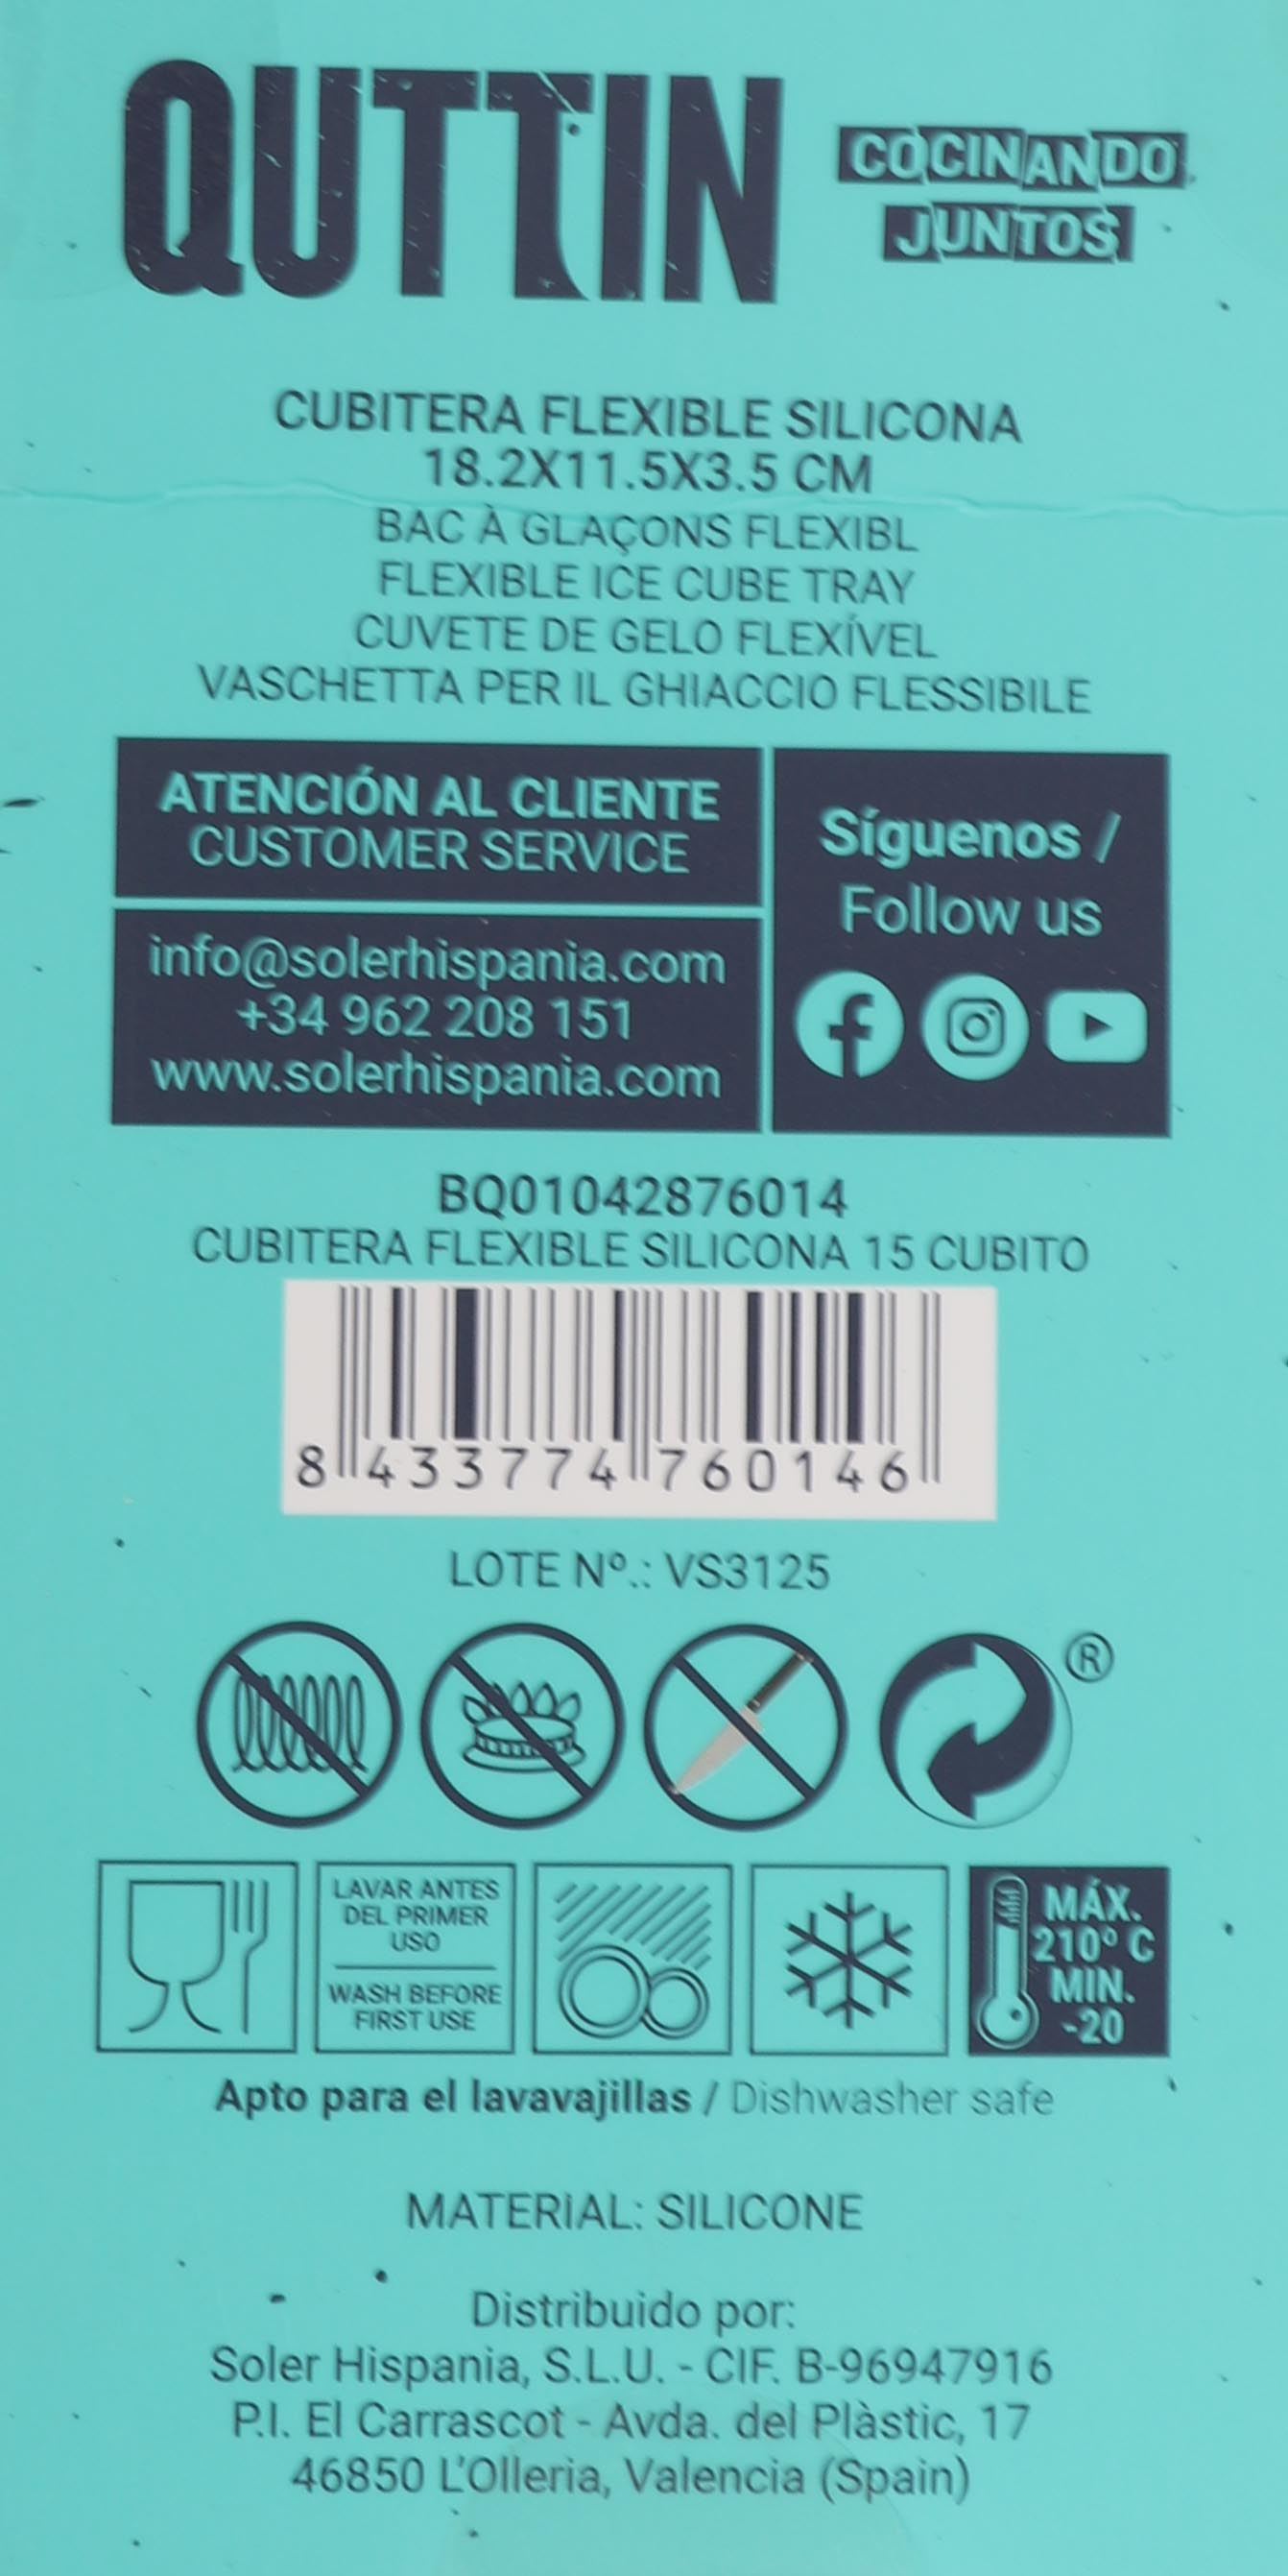 QUTTIN
COCINANDO
JUNTOS
CUBITERA FLEXIBLE SILICONA
18.2X11.5X3.5 CM
BAC À GLAÇONS FLEXIBL
FLEXIBLE ICE CUBE TRAY
CUVETE DE GELO FLEXÍVEL
VASCHETTA PER IL GHIACCIO FLESSIBILE
ATENCIÓN AL CLIENTE
CUSTOMER SERVICE
info@solerhispania.com
+34 962 208 151
www.solerhispania.com
Síguenos /
Follow us
BQ01042876014
CUBITERA FLEXIBLE SILICONA 15 CUBITO
8 433774 760146
LOTE Nº.: VS3125
®
LAVAR ANTES
DEL PRIMER
USO
WASH BEFORE
FIRST USE
MÁX.
210º C
MIN.
-20
Apto para el lavavajillas / Dishwasher safe
MATERIAL: SILICONE
Distribuido por:
Soler Hispania, S.L.U. - CIF. B-96947916
P.I. El Carrascot - Avda. del Plàstic, 17
46850 L'Olleria, Valencia (Spain)